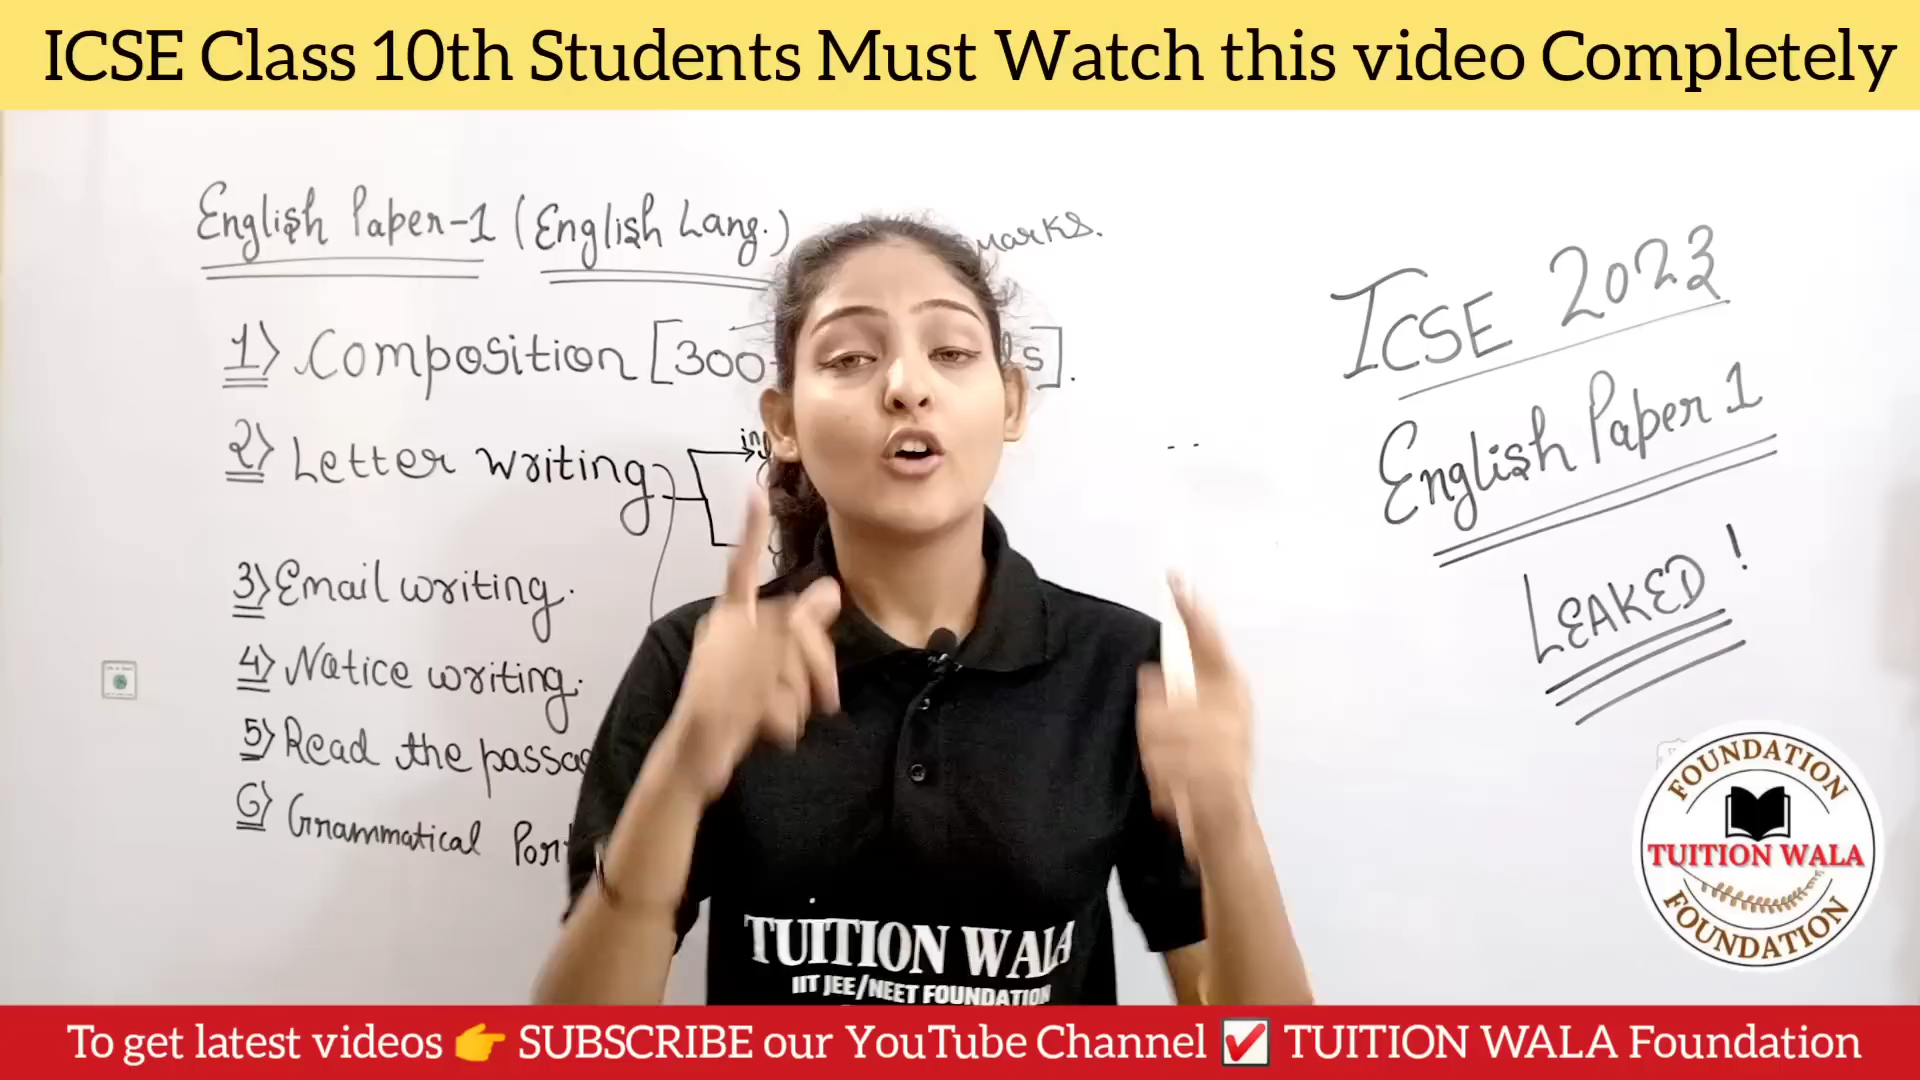 ICSE Class 10th Students Must Watch this video Completely
English Paper-1 (English Lang.) marks.
1) Composition [300-
2) Letter writing
3) Email writing.
4) Notice writing.
5) Read the
6) Grammatical
ICSE 2023
English Paper 1
LEAKED!
FOUNDATION
TUITION WALA
FOUNDATION
TUITION WALA
IIT JEE/NEET FOUNDATION
To get latest videos 👉 SUBSCRIBE our YouTube Channel ☑ TUITION WALA Foundation